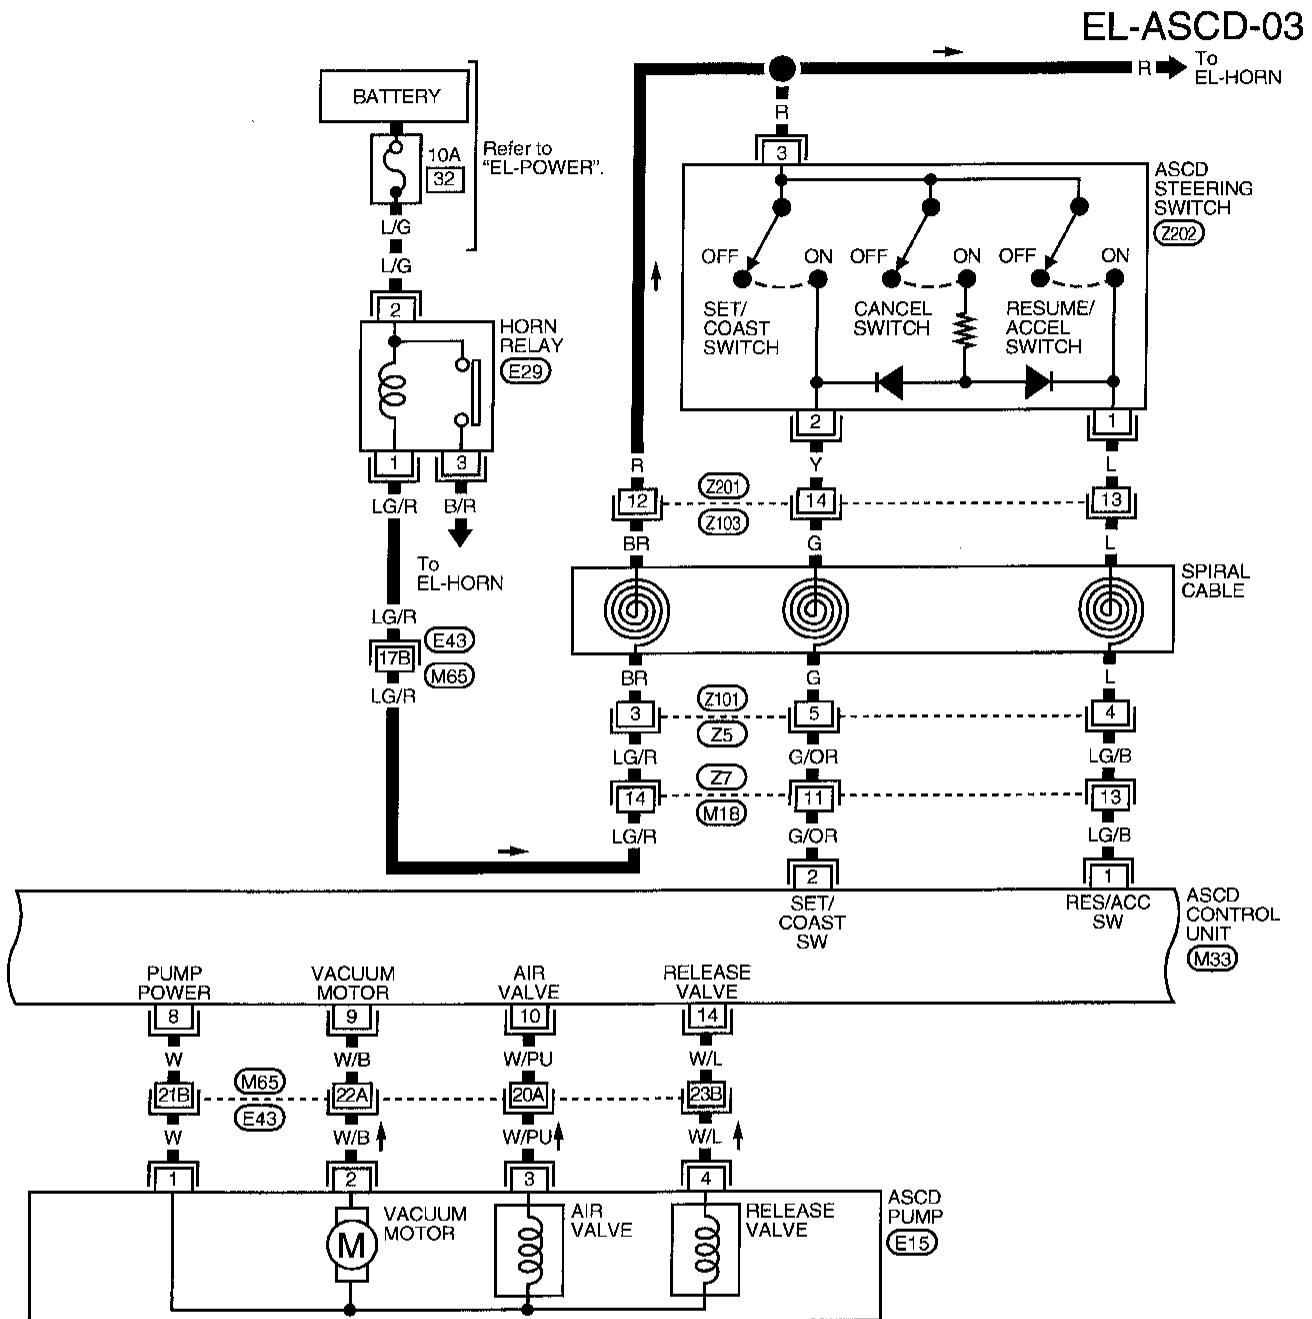 EL-ASCD-03
R
To
EL-HORN
BATTERY
10A
32
Refer to
"EL-POWER".
L/G
L/G
2
HORN
RELAY
E29
1
3
LG/R
B/R
To
EL-HORN
LG/R
17B
E43
M65
LG/R
R
3
ASCD
STEERING
SWITCH
Z202
OFF
ON
OFF
ON
OFF
ON
SET/
COAST
SWITCH
CANCEL
SWITCH
RESUME/
ACCEL
SWITCH
2
1
R
Y
L
12
Z201
Z103
14
13
BR
G
L
SPIRAL
CABLE
BR
G
L
3
Z101
Z5
5
4
LG/R
G/OR
LG/B
14
Z7
M18
11
13
LG/R
G/OR
LG/B
2
1
SET/
COAST
SW
RES/ACC
SW
ASCD
CONTROL
UNIT
M33
PUMP
POWER
VACUUM
MOTOR
AIR
VALVE
RELEASE
VALVE
8
9
10
14
W
W/B
W/PU
W/L
21B
M65
E43
22A
20A
23B
W
W/B
W/PU
W/L
1
2
3
4
ASCD
PUMP
E15
M
VACUUM
MOTOR
AIR
VALVE
RELEASE
VALVE